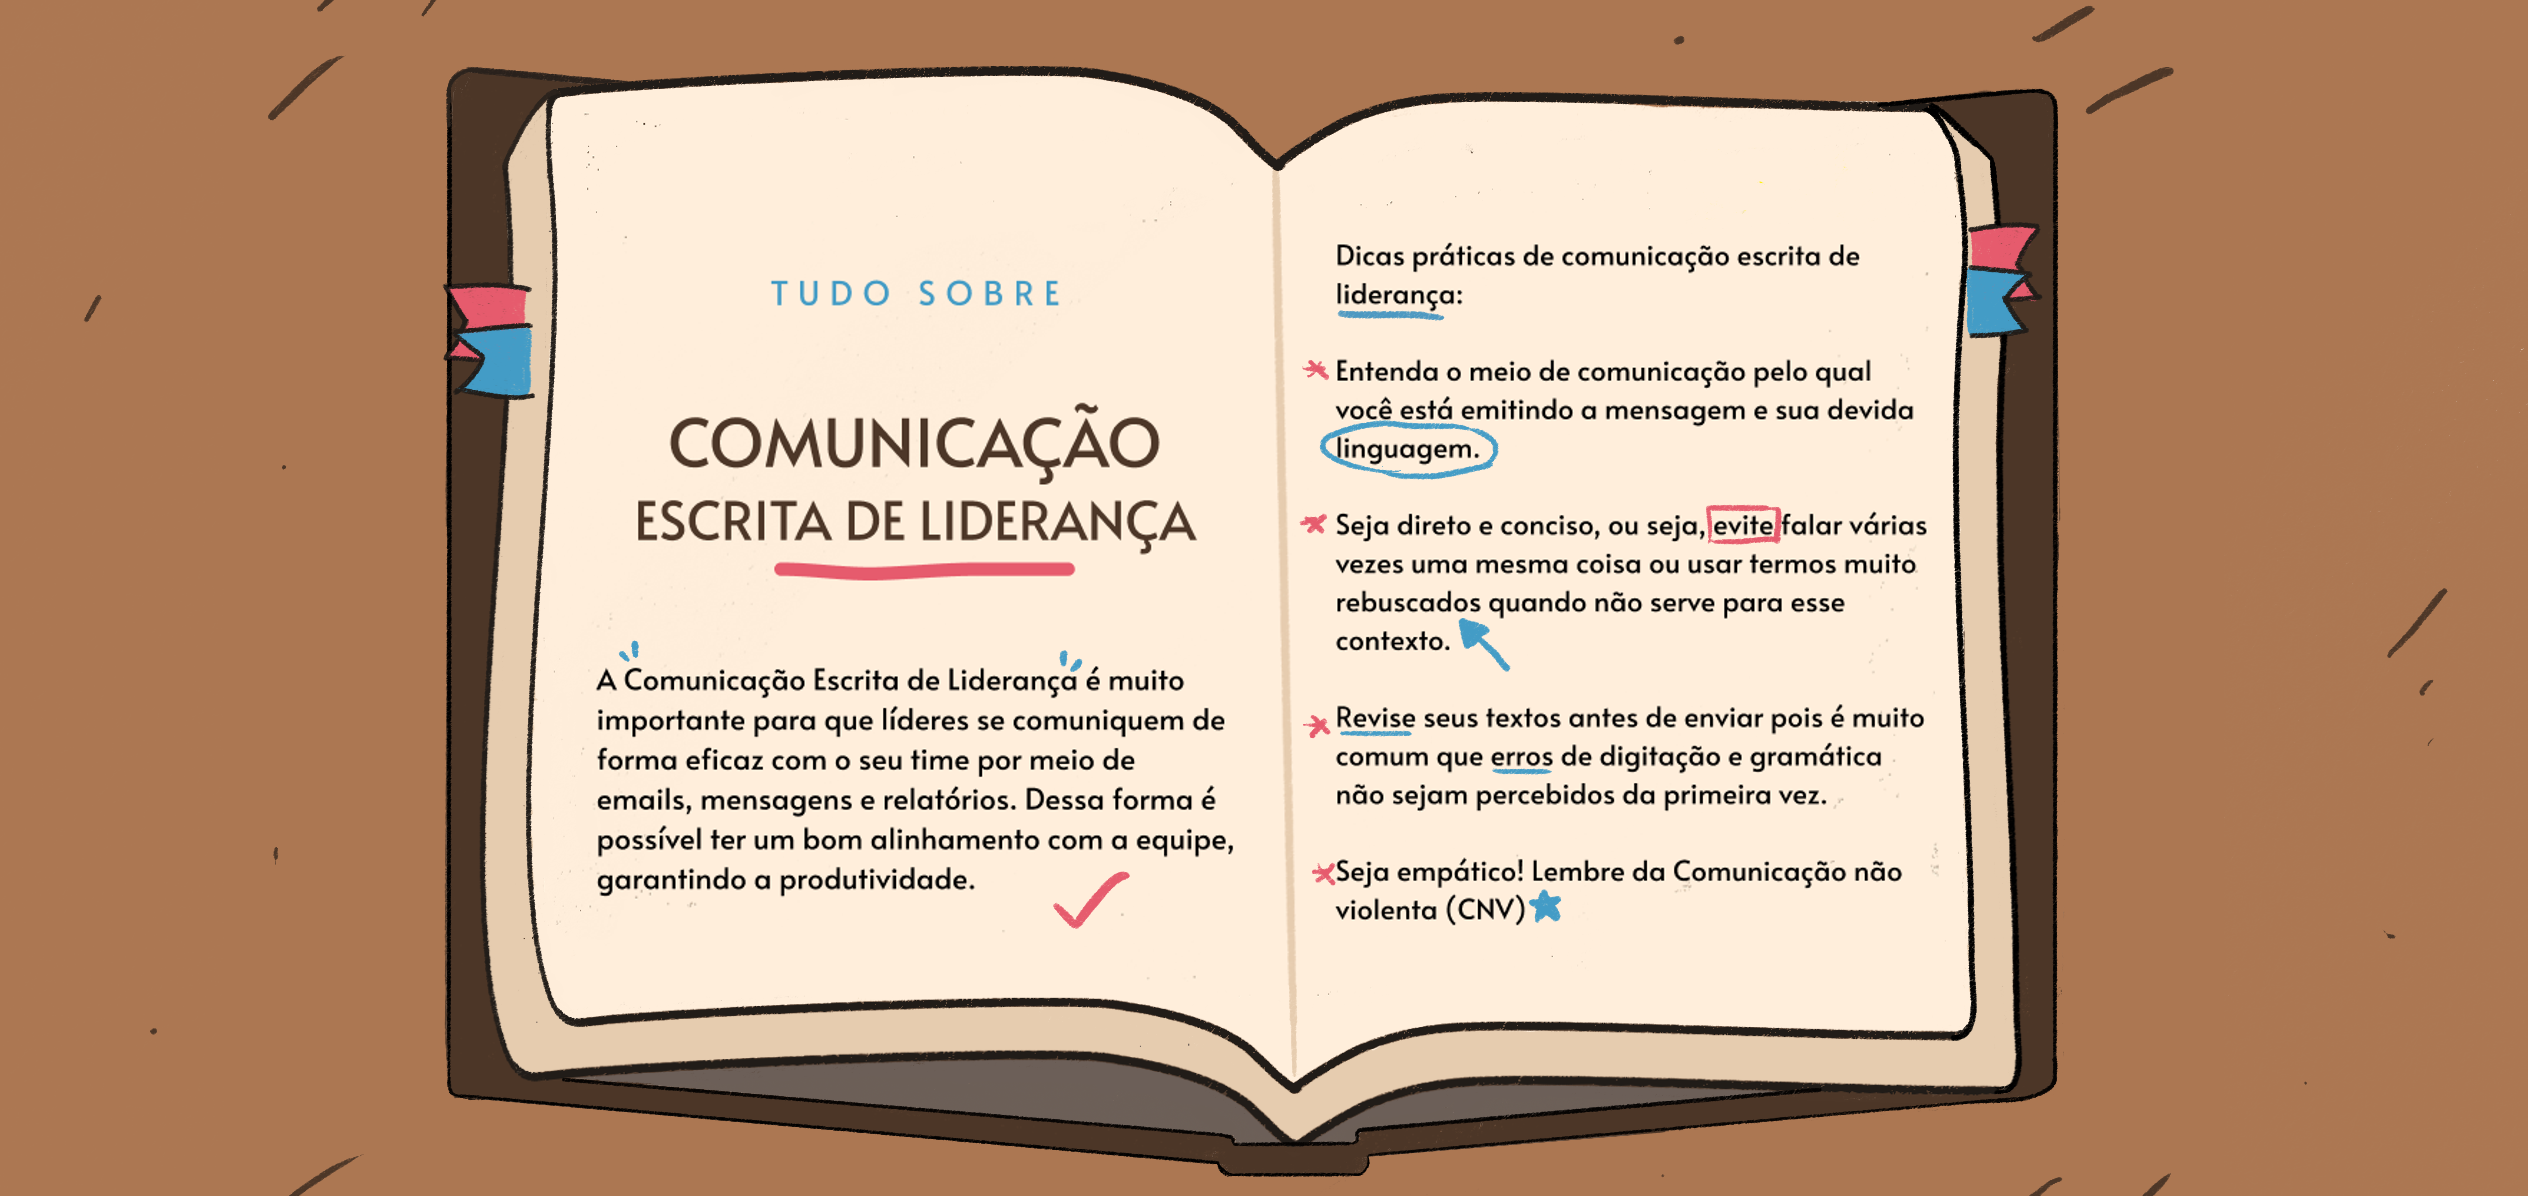 TUDO SOBRE
COMUNICAÇÃO
ESCRITA DE LIDERANÇA
A Comunicação Escrita de Liderança é muito
importante para que líderes se comuniquem de
forma eficaz com o seu time por meio de
emails, mensagens e relatórios. Dessa forma é
possível ter um bom alinhamento com a equipe,
garantindo a produtividade.
Dicas práticas de comunicação escrita de
liderança:
Entenda o meio de comunicação pelo qual
você está emitindo a mensagem e sua devida
linguagem.
Seja direto e conciso, ou seja, evite falar várias
vezes uma mesma coisa ou usar termos muito
rebuscados quando não serve para esse
contexto.
Revise seus textos antes de enviar pois é muito
comum que erros de digitação e gramática
não sejam percebidos da primeira vez.
Seja empático! Lembre da Comunicação não
violenta (CNV)